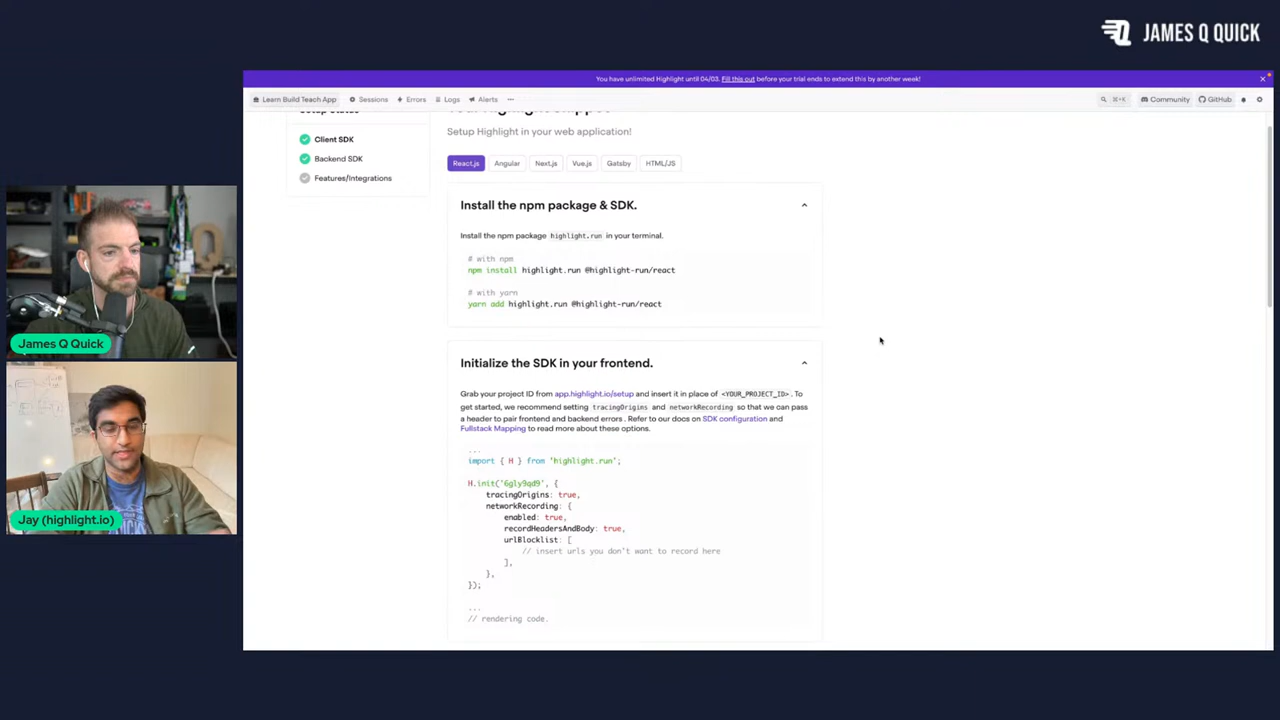 JAMES Q QUICK
You have unlimited Highlight until 04/03. Fill this out before your trial ends to extend this by another week!
Learn Build Teach App Sessions Errors Logs Alerts ⌘+K Community GitHub
Client SDK
Backend SDK
Features/Integrations
Setup Highlight in your web application!
React.js Angular Next.js Vue.js Gatsby HTML/JS
Install the npm package & SDK.
Install the npm package highlight.run in your terminal.
# with npm
npm install highlight.run @highlight-run/react
# with yarn
yarn add highlight.run @highlight-run/react
Initialize the SDK in your frontend.
Grab your project ID from app.highlight.io/setup and insert it in place of <YOUR_PROJECT_ID>. To
get started, we recommend setting tracingOrigins and networkRecording so that we can pass
a header to pair frontend and backend errors. Refer to our docs on SDK configuration and
Fullstack Mapping to read more about these options.
...
import { H } from 'highlight.run';
H.init('6gly9qd9', {
tracingOrigins: true,
networkRecording: {
enabled: true,
recordHeadersAndBody: true,
urlBlocklist: [
// insert urls you don't want to record here
],
},
});
...
// rendering code.
James Q Quick
Jay (highlight.io)